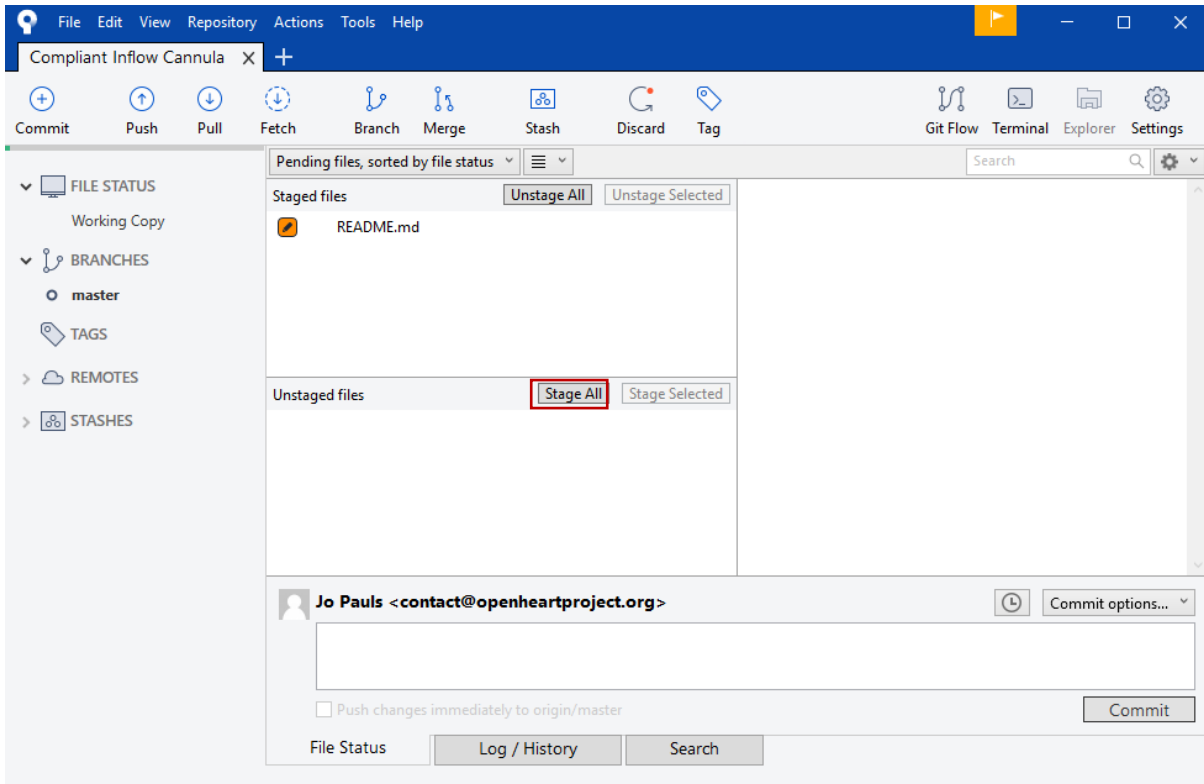 File Edit View Repository Actions Tools Help
Compliant Inflow Cannula
Commit Push Pull Fetch Branch Merge Stash Discard Tag Git Flow Terminal Explorer Settings
Pending files, sorted by file status Search
FILE STATUS
Working Copy
BRANCHES
master
TAGS
REMOTES
STASHES
Staged files Unstage All Unstage Selected
README.md
Unstaged files Stage All Stage Selected
Jo Pauls <contact@openheartproject.org> Commit options...
Push changes immediately to origin/master Commit
File Status Log / History Search